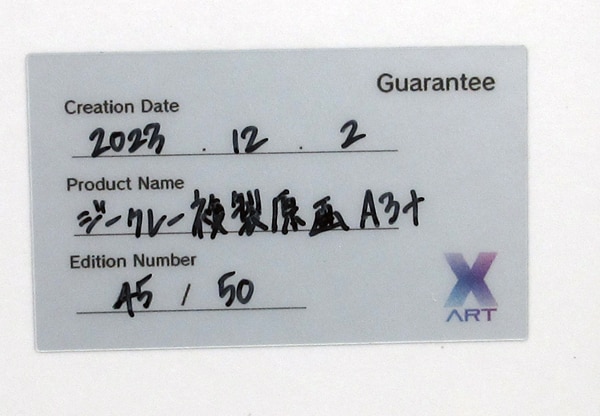 Guarantee
Creation Date
2023 . 12 . 2
Product Name
ジークレー複製原画 A3+
Edition Number
45 / 50
X
ART